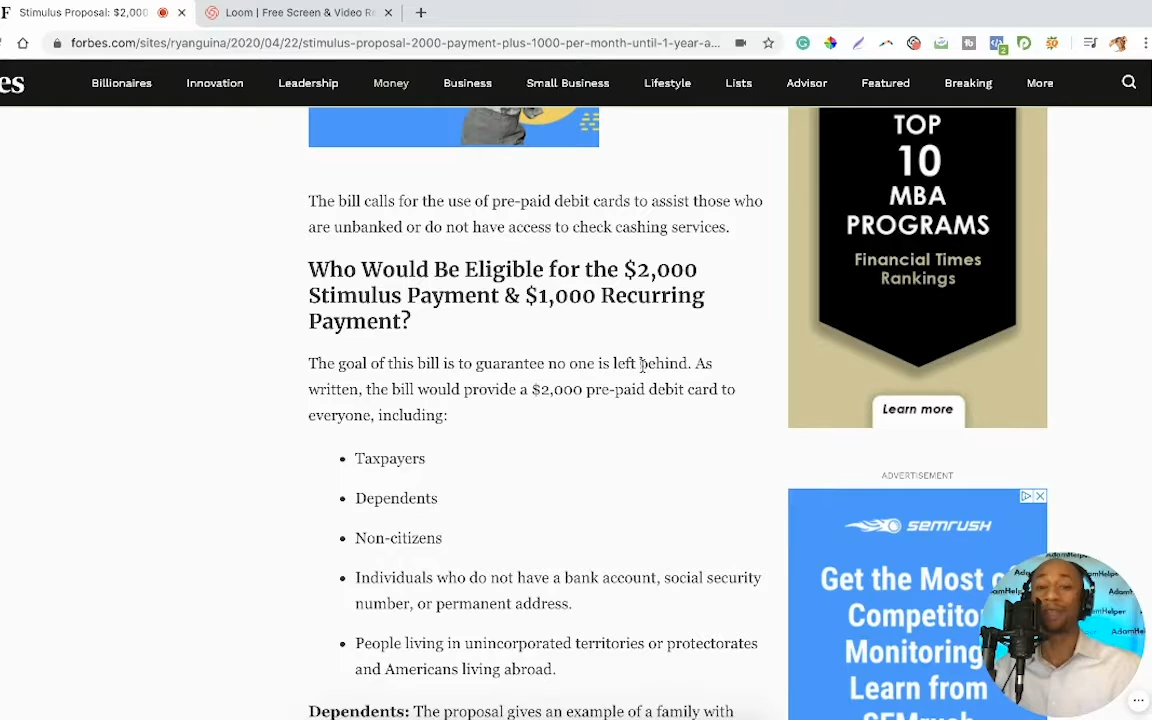 F Stimulus Proposal: $2,000
Loom | Free Screen & Video Re
forbes.com/sites/ryanguina/2020/04/22/stimulus-proposal-2000-payment-plus-1000-per-month-until-1-year-a...
es Billionaires Innovation Leadership Money Business Small Business Lifestyle Lists Advisor Featured Breaking More
The bill calls for the use of pre-paid debit cards to assist those who
are unbanked or do not have access to check cashing services.
Who Would Be Eligible for the $2,000
Stimulus Payment & $1,000 Recurring
Payment?
The goal of this bill is to guarantee no one is left behind. As
written, the bill would provide a $2,000 pre-paid debit card to
everyone, including:
• Taxpayers
• Dependents
• Non-citizens
• Individuals who do not have a bank account, social security
number, or permanent address.
• People living in unincorporated territories or protectorates
and Americans living abroad.
Dependents: The proposal gives an example of a family with
TOP
10
MBA
PROGRAMS
Financial Times
Rankings
Learn more
ADVERTISEMENT
SEMRUSH
Get the Most o
Competito
Monitoring
Learn from
AdamHelper